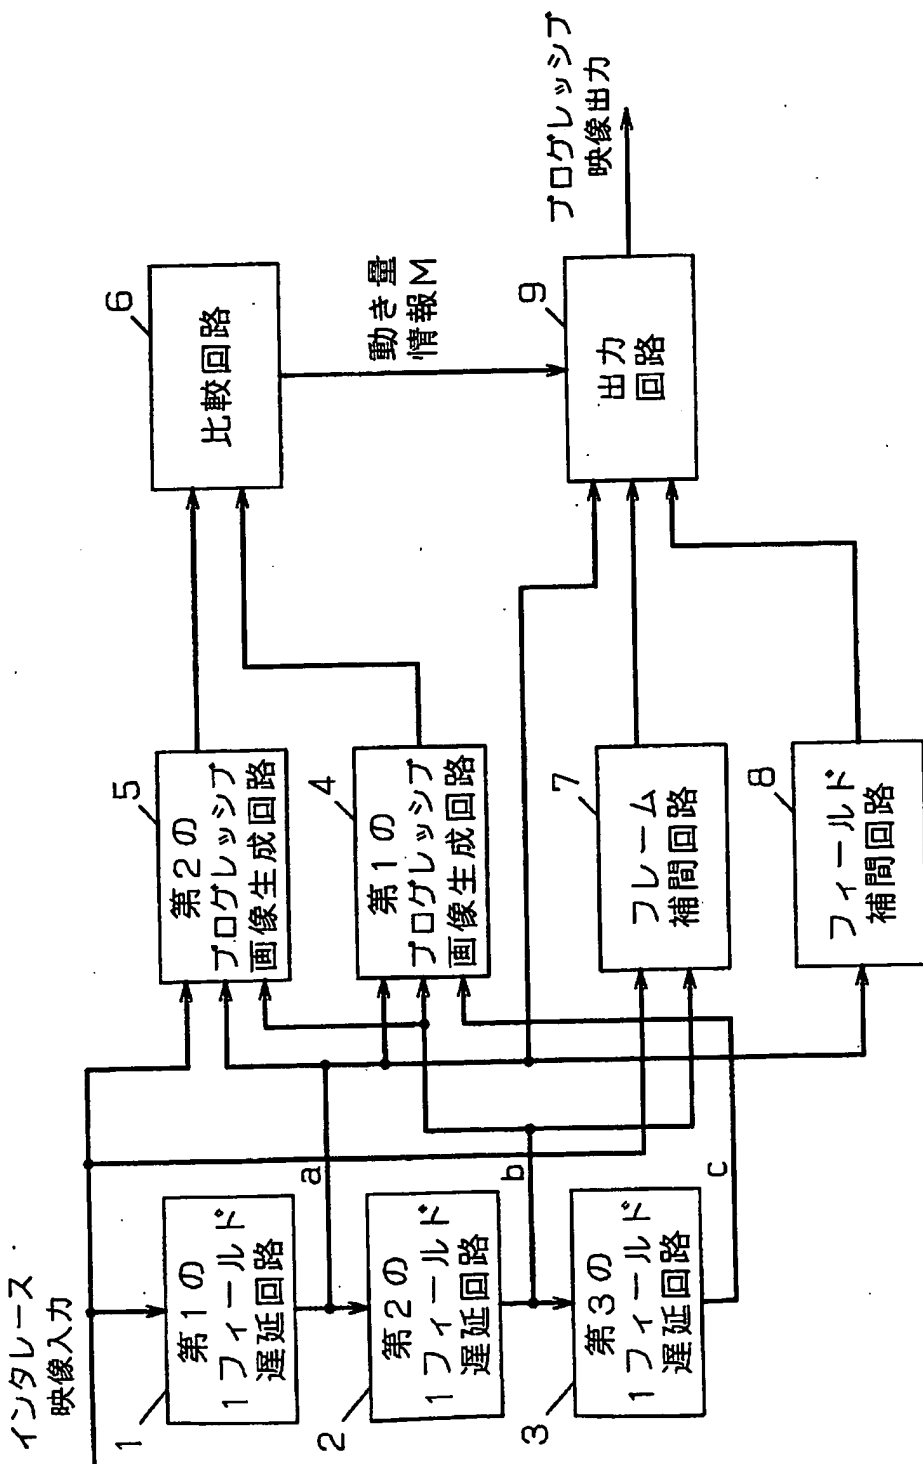 インタレース
映像入力
1
第1の
1フィールド
遅延回路
a
2
第2の
1フィールド
遅延回路
b
3
第3の
1フィールド
遅延回路
c
5
第2の
プログレッシブ
画像生成回路
4
第1の
プログレッシブ
画像生成回路
7
フレーム
補間回路
8
フィールド
補間回路
6
比較回路
動き量
情報M
9
出力
回路
プログレッシブ
映像出力